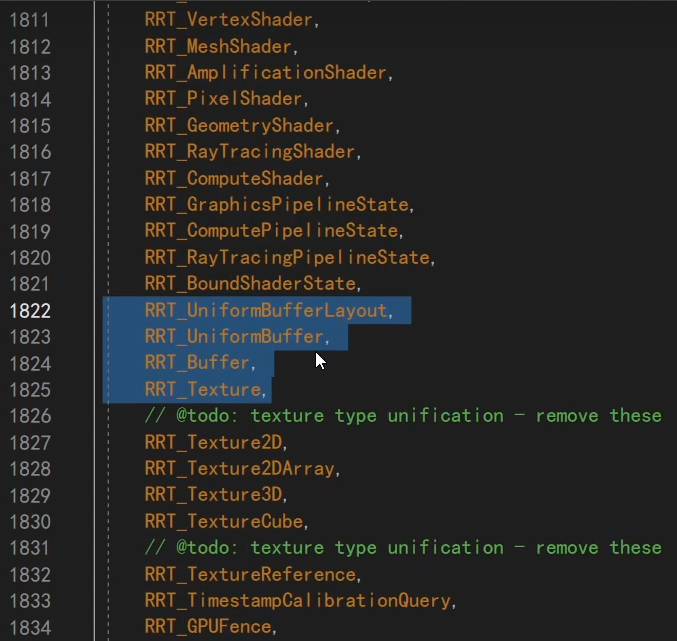 1811 RRT_VertexShader,
1812 RRT_MeshShader,
1813 RRT_AmplificationShader,
1814 RRT_PixelShader,
1815 RRT_GeometryShader,
1816 RRT_RayTracingShader,
1817 RRT_ComputeShader,
1818 RRT_GraphicsPipelineState,
1819 RRT_ComputePipelineState,
1820 RRT_RayTracingPipelineState,
1821 RRT_BoundShaderState,
1822 RRT_UniformBufferLayout,
1823 RRT_UniformBuffer,
1824 RRT_Buffer,
1825 RRT_Texture,
1826 // @todo: texture type unification - remove these
1827 RRT_Texture2D,
1828 RRT_Texture2DArray,
1829 RRT_Texture3D,
1830 RRT_TextureCube,
1831 // @todo: texture type unification - remove these
1832 RRT_TextureReference,
1833 RRT_TimestampCalibrationQuery,
1834 RRT_GPUFence,